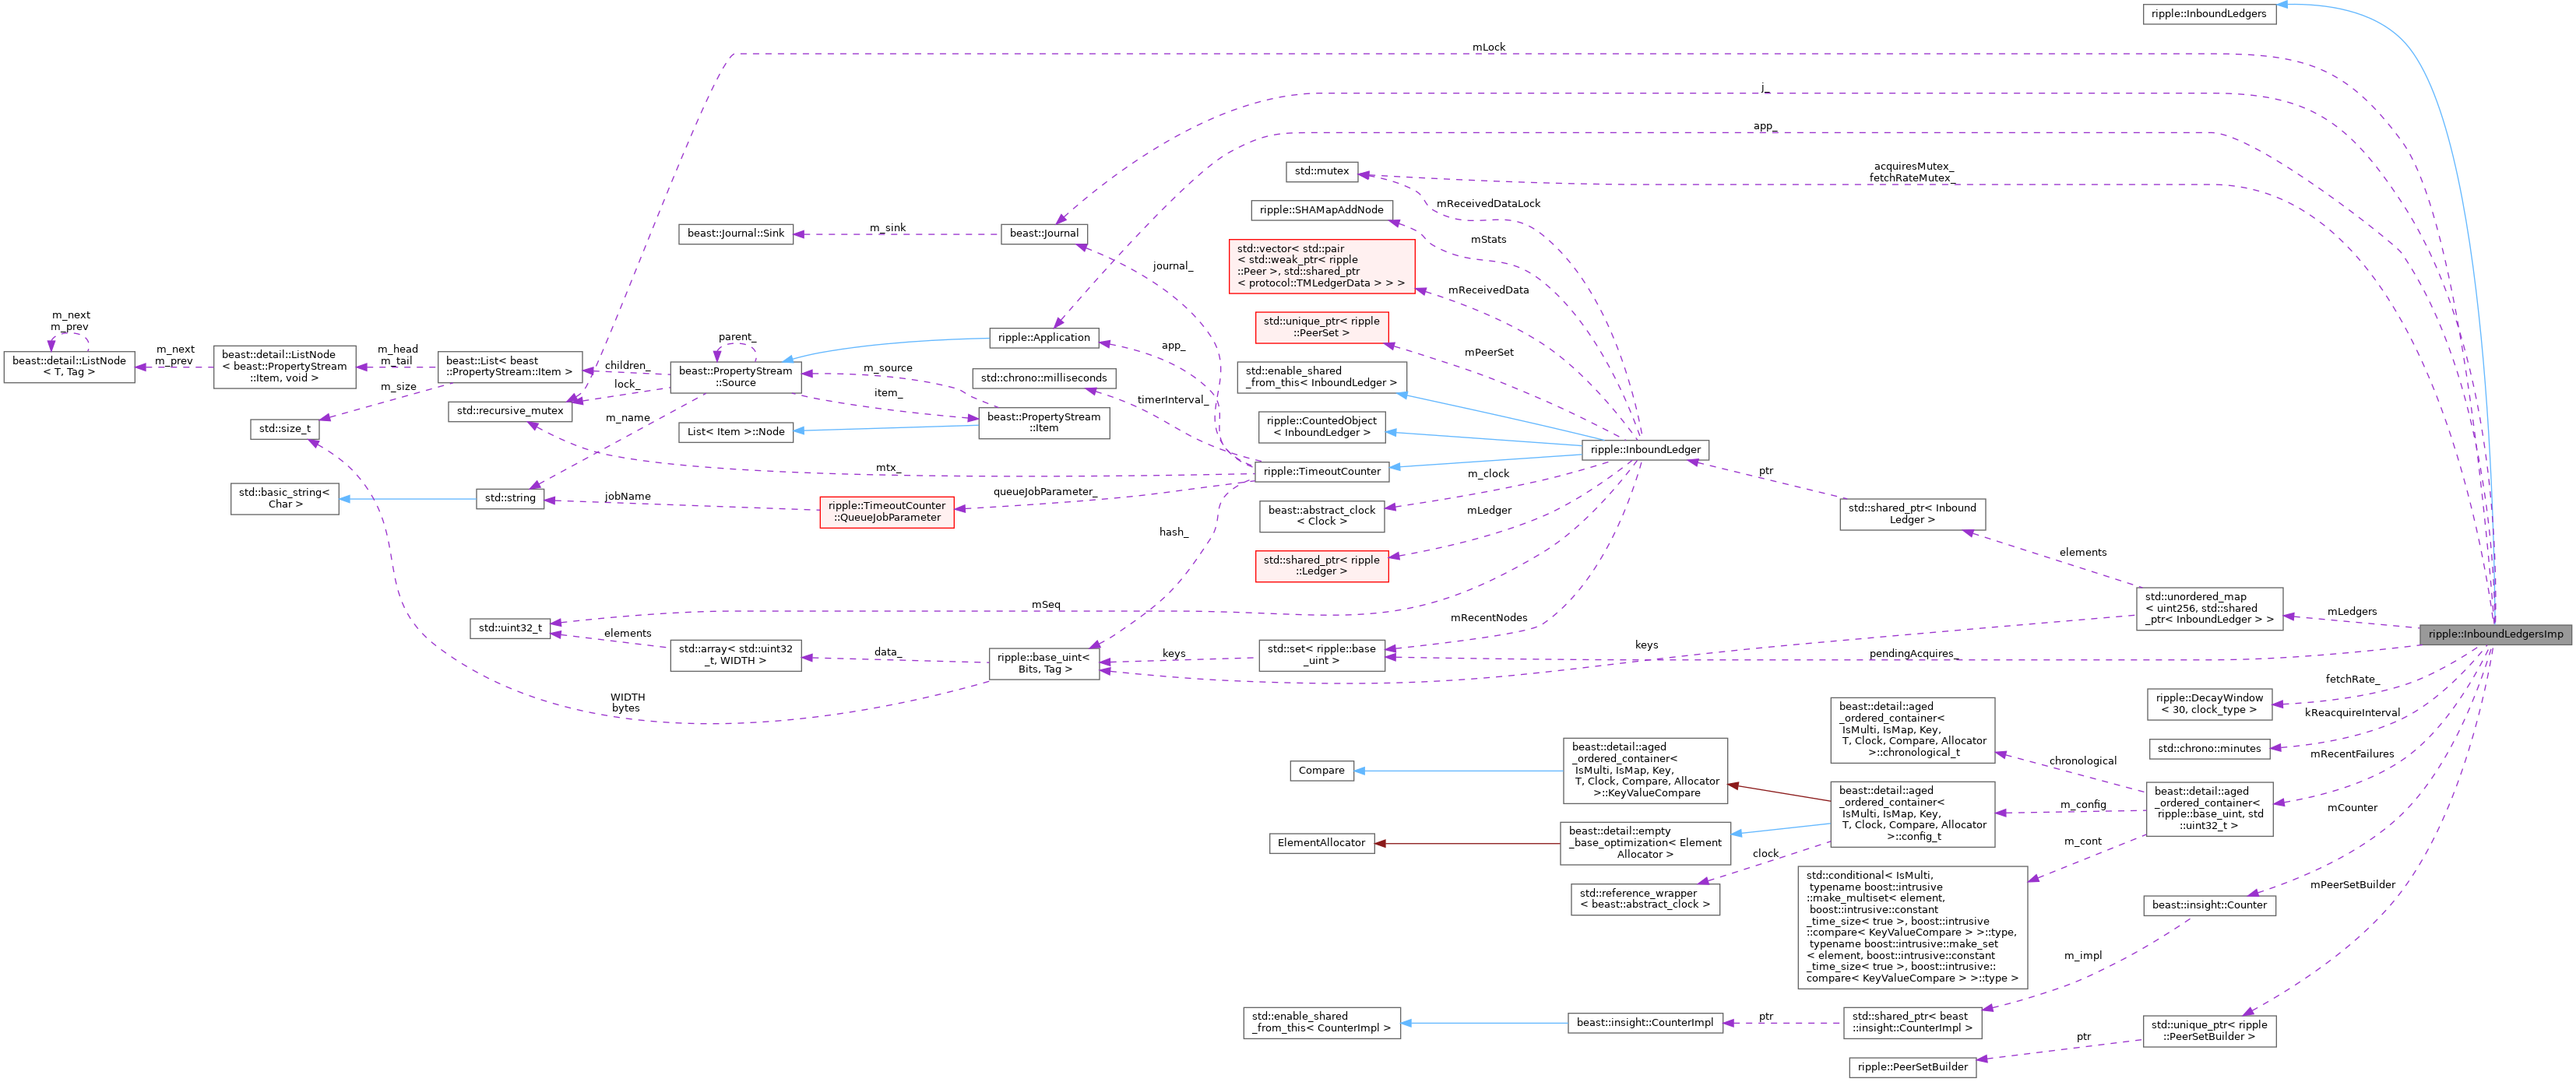 ripple::InboundLedgers
mLock
j_
app_
acquiresMutex_
fetchRateMutex_
std::mutex
mReceivedDataLock
ripple::SHAMapAddNode
mStats
beast::Journal::Sink
m_sink
beast::Journal
journal_
std::vector< std::pair
< std::weak_ptr< ripple
::Peer >, std::shared_ptr
< protocol::TMLedgerData > > >
mReceivedData
std::unique_ptr< ripple
::PeerSet >
mPeerSet
m_next
m_prev
beast::detail::ListNode
< T, Tag >
m_next
m_prev
beast::detail::ListNode
< beast::PropertyStream
::Item, void >
m_head
m_tail
beast::List< beast
::PropertyStream::Item >
m_size
children_
lock_
parent_
beast::PropertyStream
::Source
ripple::Application
app_
m_source
item_
std::chrono::milliseconds
timerInterval_
std::enable_shared
_from_this< InboundLedger >
std::recursive_mutex
std::size_t
m_name
List< Item >::Node
beast::PropertyStream
::Item
ripple::CountedObject
< InboundLedger >
ripple::InboundLedger
mtx_
ripple::TimeoutCounter
m_clock
ptr
std::basic_string<
Char >
std::string
jobName
ripple::TimeoutCounter
::QueueJobParameter
queueJobParameter_
beast::abstract_clock
< Clock >
mLedger
std::shared_ptr< Inbound
Ledger >
hash_
std::shared_ptr< ripple
::Ledger >
elements
std::unordered_map
< uint256, std::shared
_ptr< InboundLedger > >
mLedgers
ripple::InboundLedgersImp
mSeq
std::uint32_t
elements
std::array< std::uint32
_t, WIDTH >
data_
ripple::base_uint<
Bits, Tag >
keys
std::set< ripple::base
_uint >
mRecentNodes
keys
pendingAcquires_
WIDTH
bytes
fetchRate_
ripple::DecayWindow
< 30, clock_type >
kReacquireInterval
std::chrono::minutes
mRecentFailures
beast::detail::aged
_ordered_container<
IsMulti, IsMap, Key,
T, Clock, Compare, Allocator
>::chronological_t
chronological
beast::detail::aged
_ordered_container<
IsMulti, IsMap, Key,
T, Clock, Compare, Allocator
>::KeyValueCompare
Compare
beast::detail::aged
_ordered_container<
IsMulti, IsMap, Key,
T, Clock, Compare, Allocator
>::config_t
m_config
beast::detail::aged
_ordered_container<
ripple::base_uint, std
::uint32_t >
mCounter
ElementAllocator
beast::detail::empty
_base_optimization< Element
Allocator >
clock
m_cont
std::reference_wrapper
< beast::abstract_clock >
std::conditional< IsMulti,
typename boost::intrusive
::make_multiset< element,
boost::intrusive::constant
_time_size< true >, boost::intrusive
::compare< KeyValueCompare > >::type,
typename boost::intrusive::make_set
< element, boost::intrusive::constant
_time_size< true >, boost::intrusive::
compare< KeyValueCompare > >::type >
mPeerSetBuilder
beast::insight::Counter
m_impl
std::enable_shared
_from_this< CounterImpl >
beast::insight::CounterImpl
ptr
std::shared_ptr< beast
::insight::CounterImpl >
std::unique_ptr< ripple
::PeerSetBuilder >
ptr
ripple::PeerSetBuilder